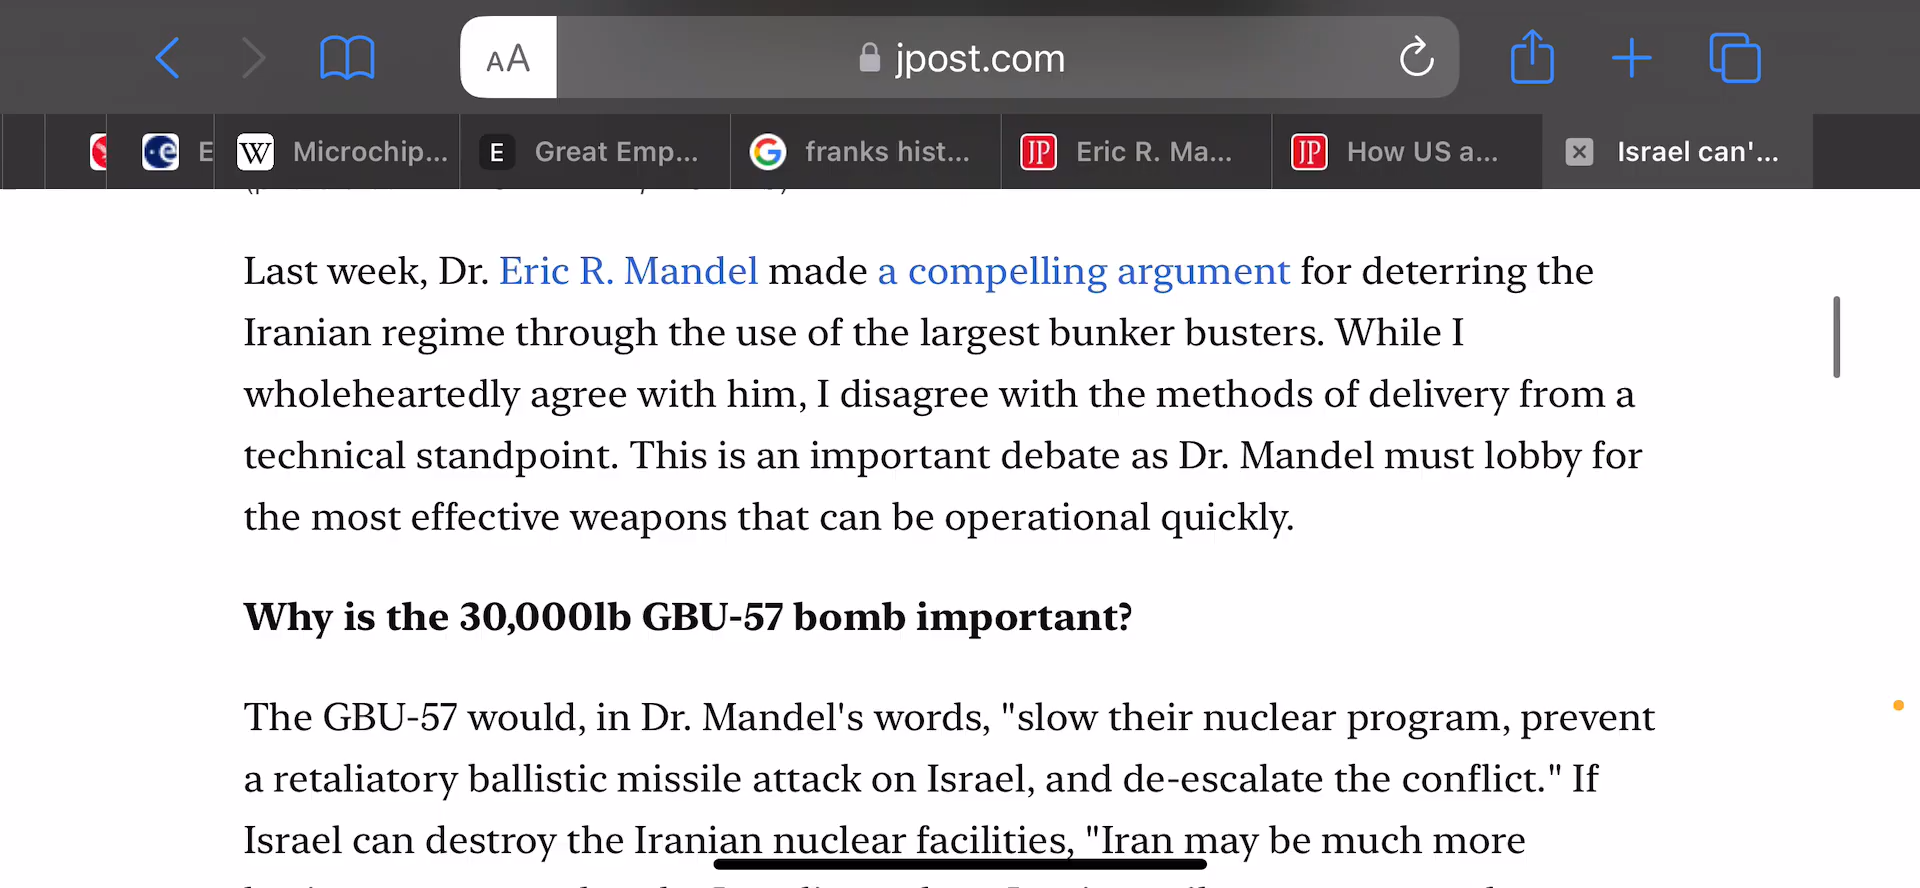 AA
jpost.com
E
W Microchip...
E Great Emp...
G franks hist...
JP Eric R. Ma...
JP How US a...
Israel can'...
Last week, Dr. Eric R. Mandel made a compelling argument for deterring the
Iranian regime through the use of the largest bunker busters. While I
wholeheartedly agree with him, I disagree with the methods of delivery from a
technical standpoint. This is an important debate as Dr. Mandel must lobby for
the most effective weapons that can be operational quickly.
Why is the 30,000lb GBU-57 bomb important?
The GBU-57 would, in Dr. Mandel's words, "slow their nuclear program, prevent
a retaliatory ballistic missile attack on Israel, and de-escalate the conflict." If
Israel can destroy the Iranian nuclear facilities, "Iran may be much more